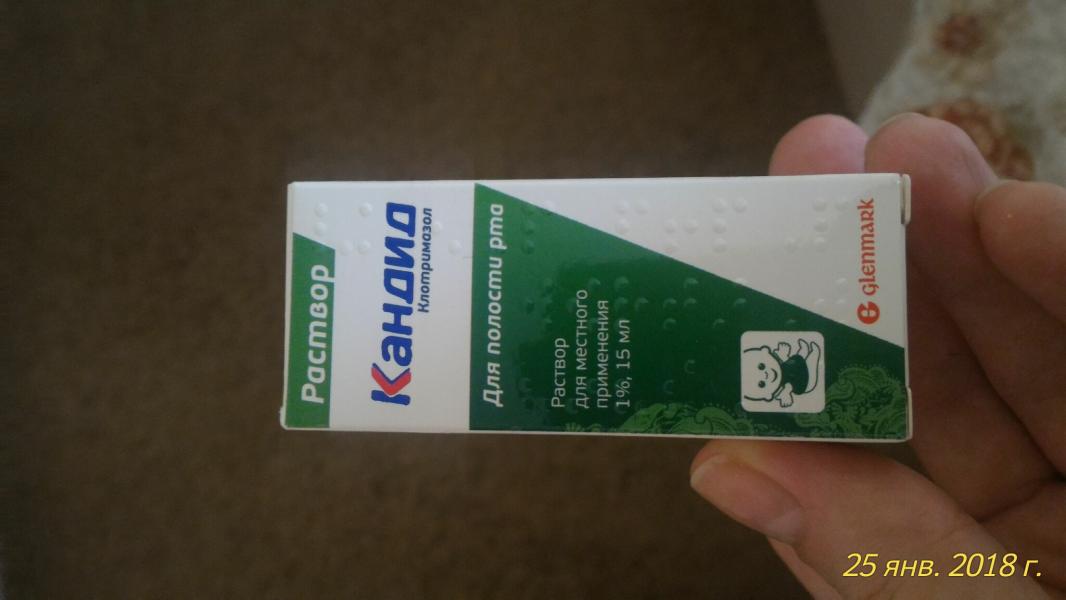 Раствор
Кандид
Клотримазол
Для полости рта
Раствор
для местного
применения
1%, 15 мл
Glenmark
25 янв. 2018 г.